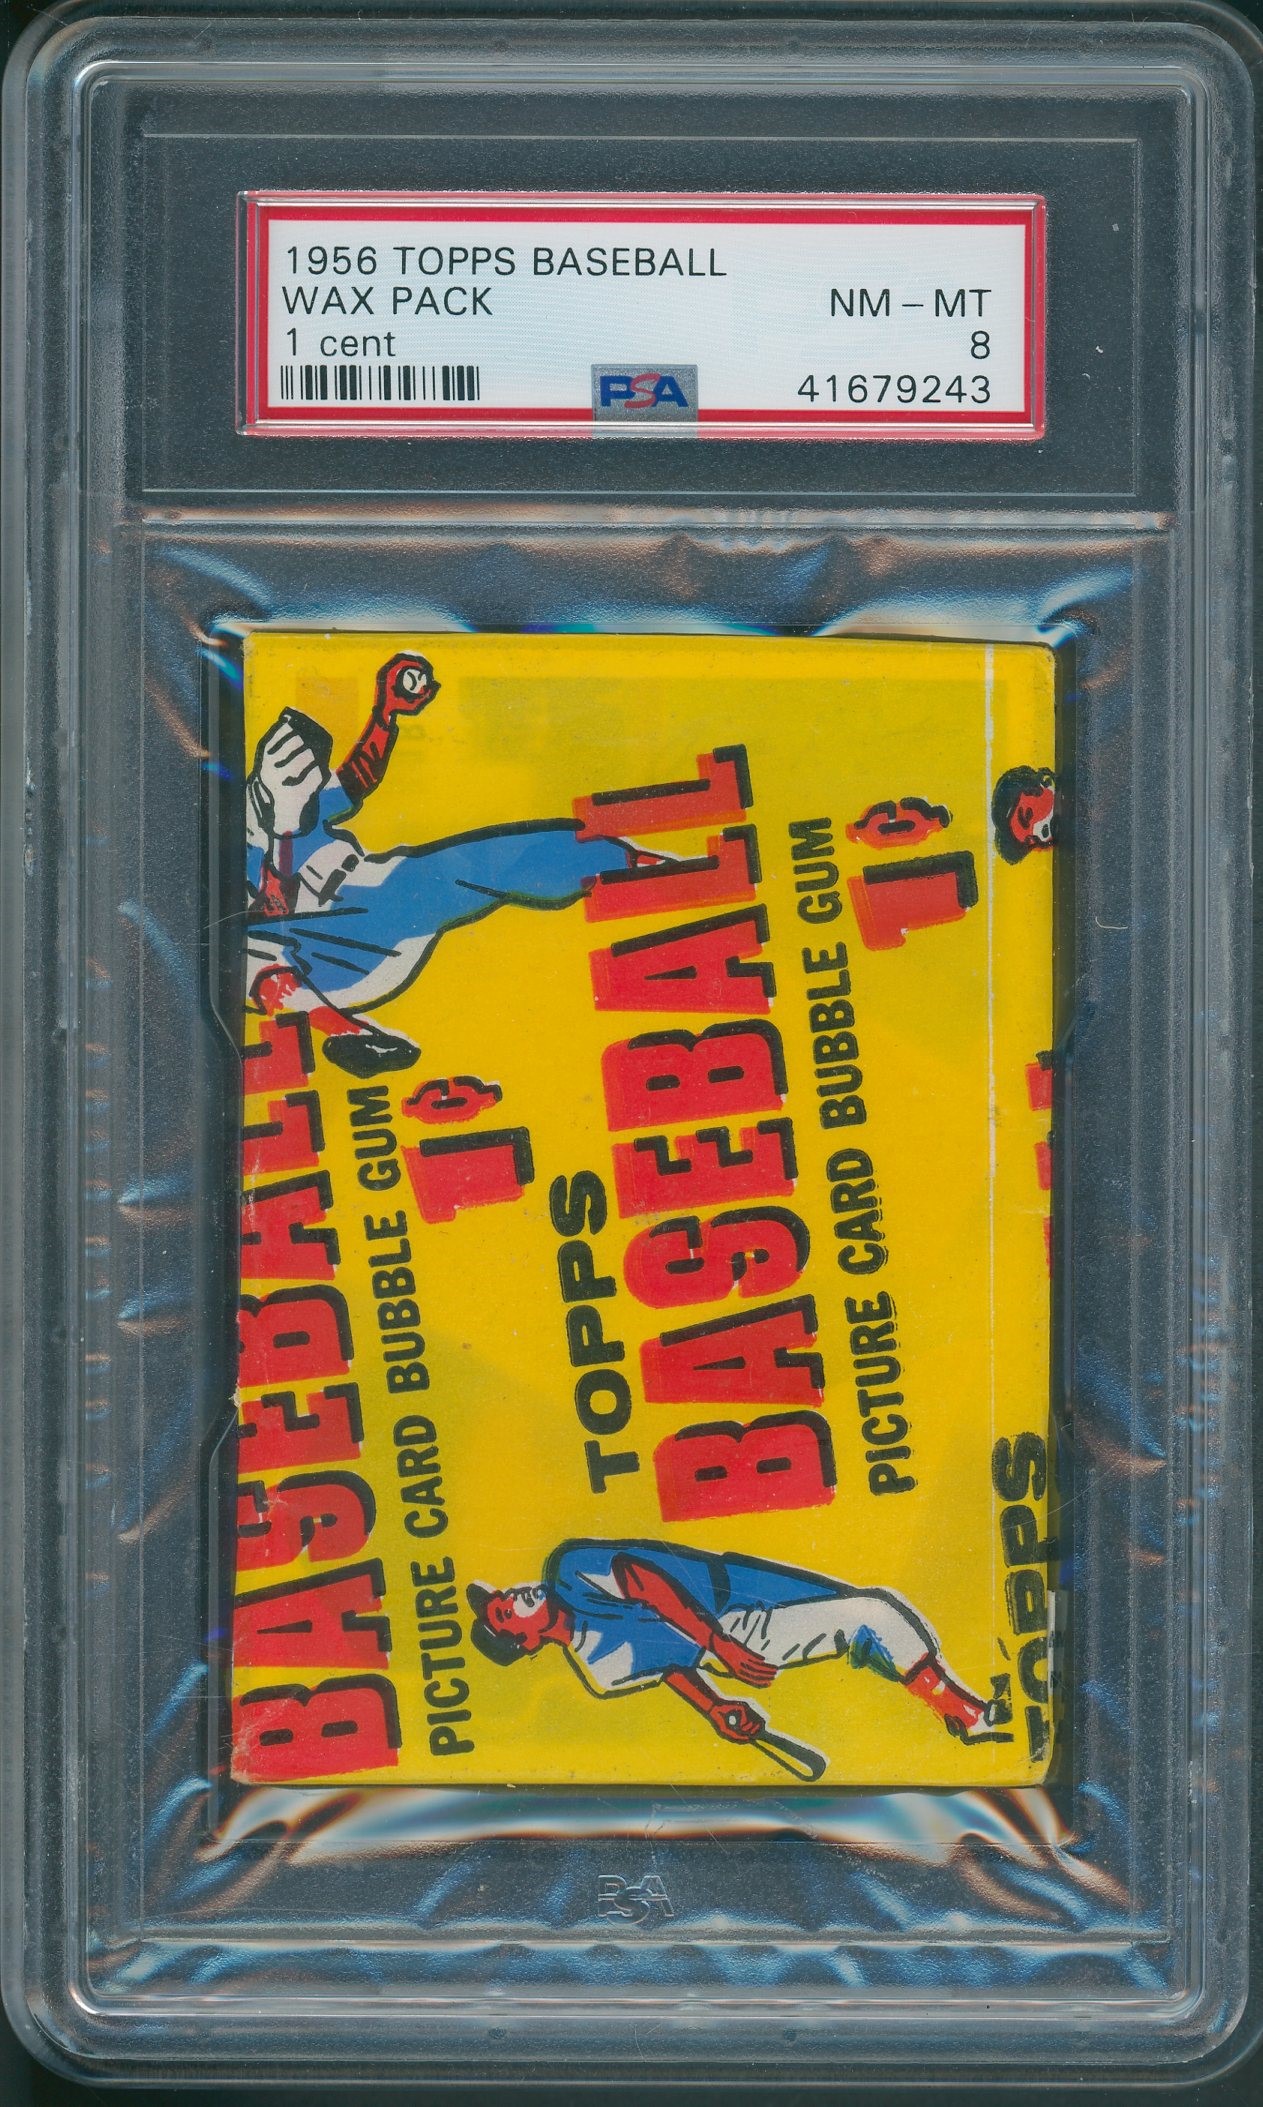 1956 TOPPS BASEBALL
WAX PACK
NM - MT
1 cent
8
PSA
41679243
BASEBALL
PICTURE CARD BUBBLE GUM
1¢
TOPPS
BASEBALL
PICTURE CARD BUBBLE GUM
1¢
TOPPS
PSA